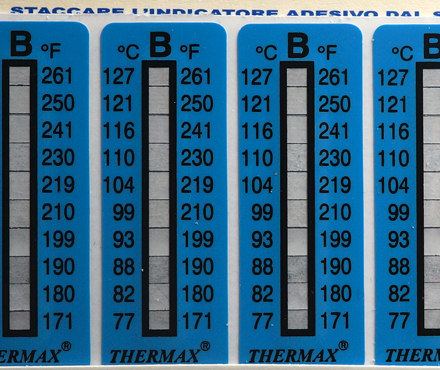 STACCARE L'INDICATORE ADESIVO DAL
B °F °C B °F °C B °F °C B
261 127 261 127 261 127
250 121 250 121 250 121
241 116 241 116 241 116
230 110 230 110 230 110
219 104 219 104 219 104
210 99 210 99 210 99
199 93 199 93 199 93
190 88 190 88 190 88
180 82 180 82 180 82
171 77 171 77 171 77
ERMAX® THERMAX® THERMAX® THERM